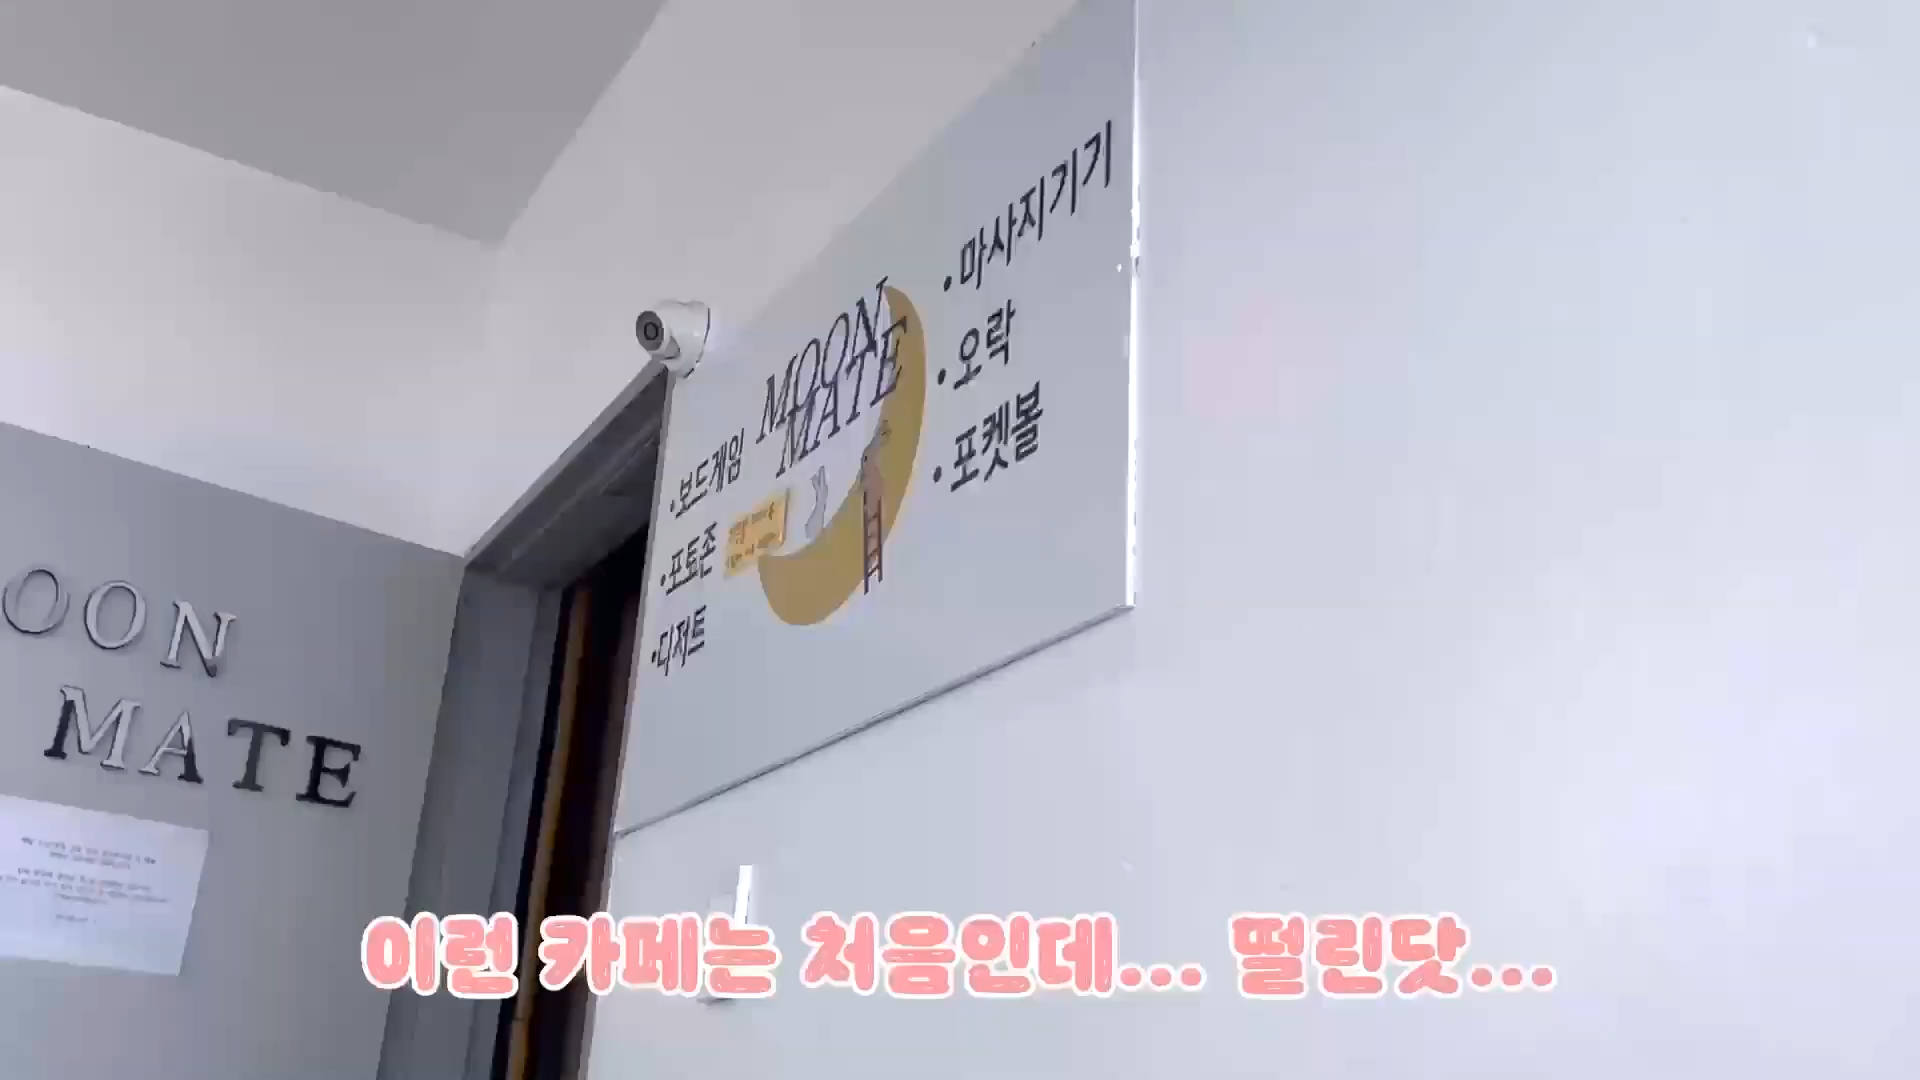 • 마사지기기
• 오락
• 포켓볼
MOON
MATE
• 보드게임
• 포토존
• 디저트
OON
MATE
이런 카페는 처음인데... 떨린닷...